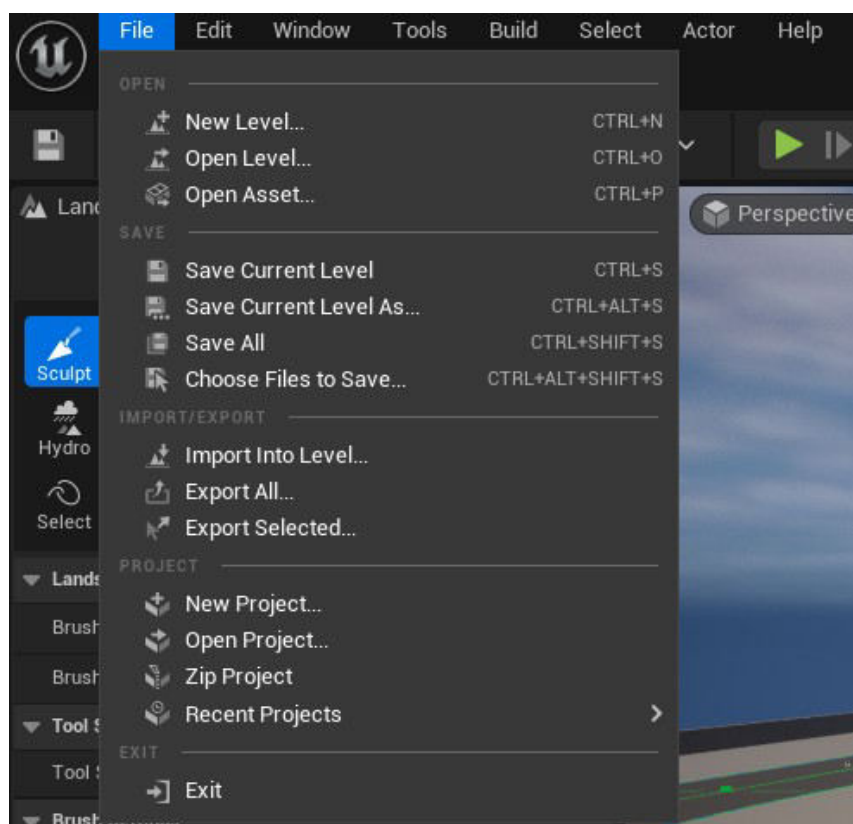 File Edit Window Tools Build Select Actor Help
OPEN
New Level... CTRL+N
Open Level... CTRL+O
Open Asset... CTRL+P
Perspective
SAVE
Save Current Level CTRL+S
Save Current Level As... CTRL+ALT+S
Save All CTRL+SHIFT+S
Sculpt
Choose Files to Save... CTRL+ALT+SHIFT+S
IMPORT/EXPORT
Hydro
Import Into Level...
Export All...
Select
Export Selected...
PROJECT
New Project...
Open Project...
Zip Project
Recent Projects
Tool
EXIT
Tool
Exit